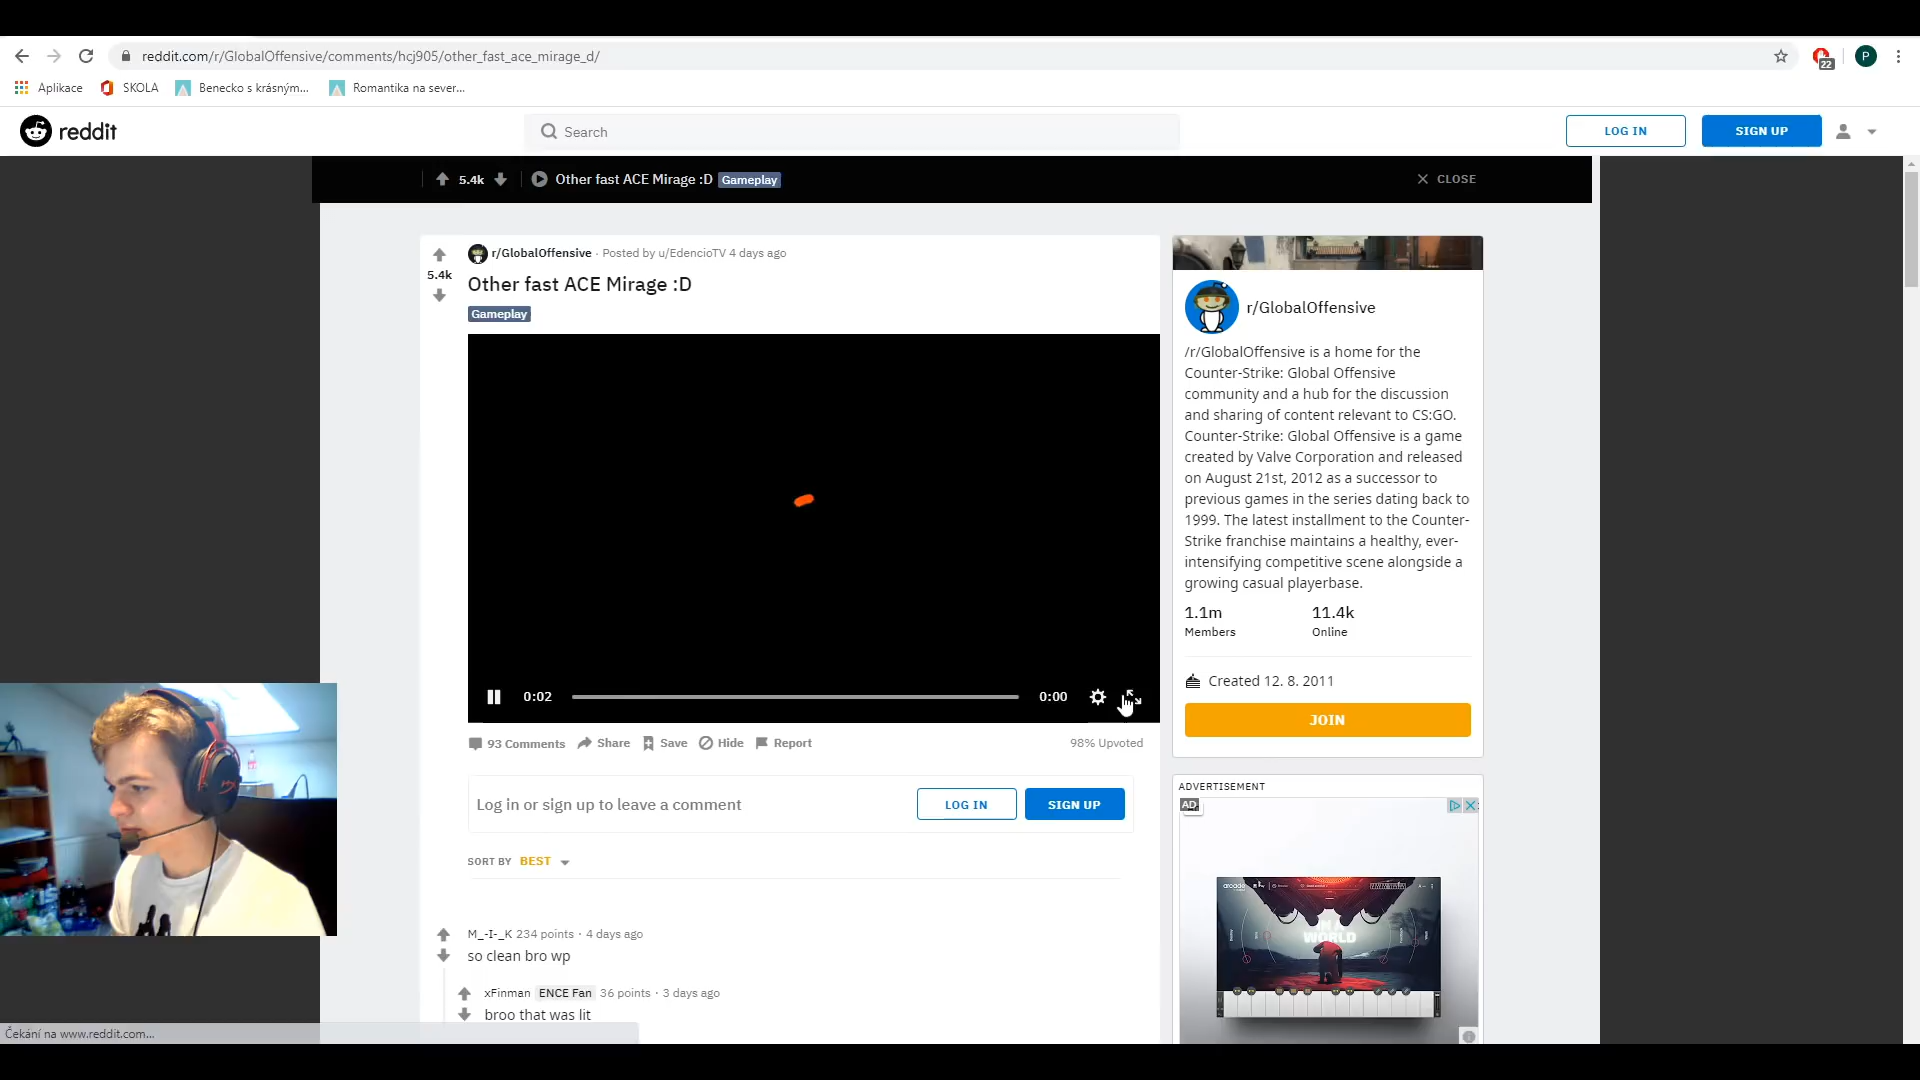 reddit.com/r/GlobalOffensive/comments/hcj905/other_fast_ace_mirage_d/
22
P
Aplikace
SKOLA
Benecko s krásným...
Romantika na sever...
reddit
Search
LOG IN
SIGN UP
5.4k
Other fast ACE Mirage :D
Gameplay
CLOSE
r/GlobalOffensive · Posted by u/EdencioTV 4 days ago
5.4k
Other fast ACE Mirage :D
Gameplay
0:02
0:00
93 Comments
Share
Save
Hide
Report
98% Upvoted
Log in or sign up to leave a comment
LOG IN
SIGN UP
SORT BY BEST
M_-I-_K 234 points · 4 days ago
so clean bro wp
xFinman ENCE Fan 36 points · 3 days ago
broo that was lit
Čekání na www.reddit.com...
r/GlobalOffensive
/r/GlobalOffensive is a home for the
Counter-Strike: Global Offensive
community and a hub for the discussion
and sharing of content relevant to CS:GO.
Counter-Strike: Global Offensive is a game
created by Valve Corporation and released
on August 21st, 2012 as a successor to
previous games in the series dating back to
1999. The latest installment to the Counter-
Strike franchise maintains a healthy, ever-
intensifying competitive scene alongside a
growing casual playerbase.
1.1m
11.4k
Members
Online
Created 12. 8. 2011
JOIN
ADVERTISEMENT
AD
arcade
WORLD